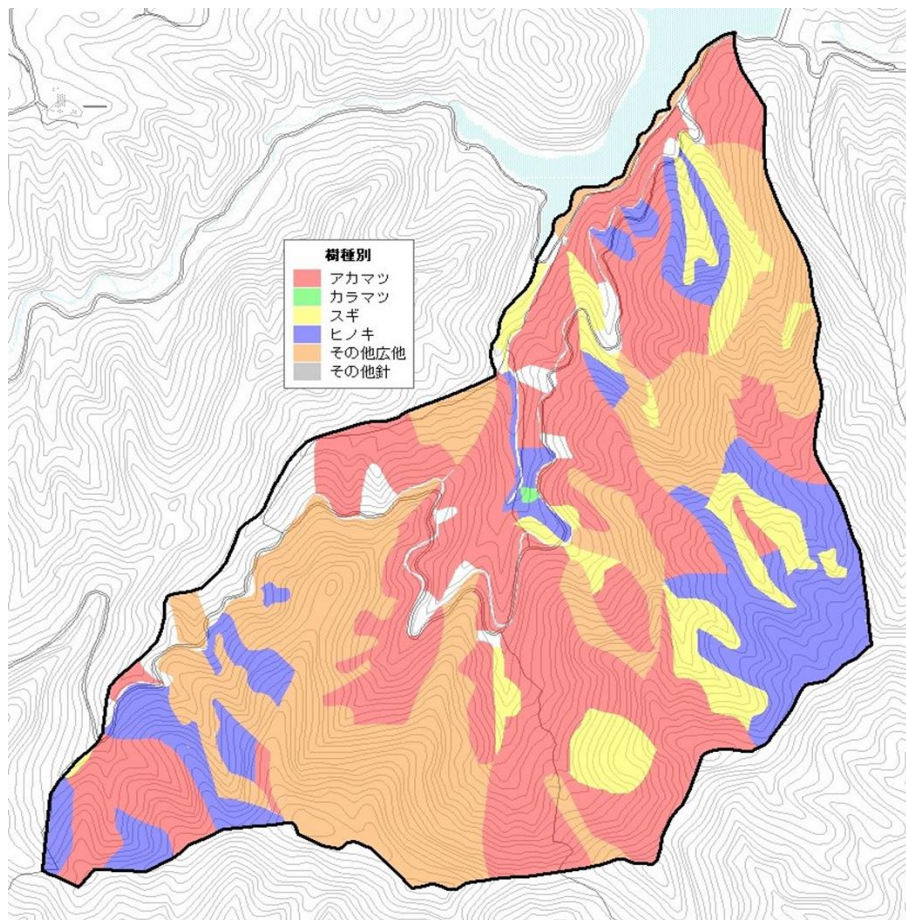 樹種別
アカマツ
カラマツ
スギ
ヒノキ
その他広他
その他針